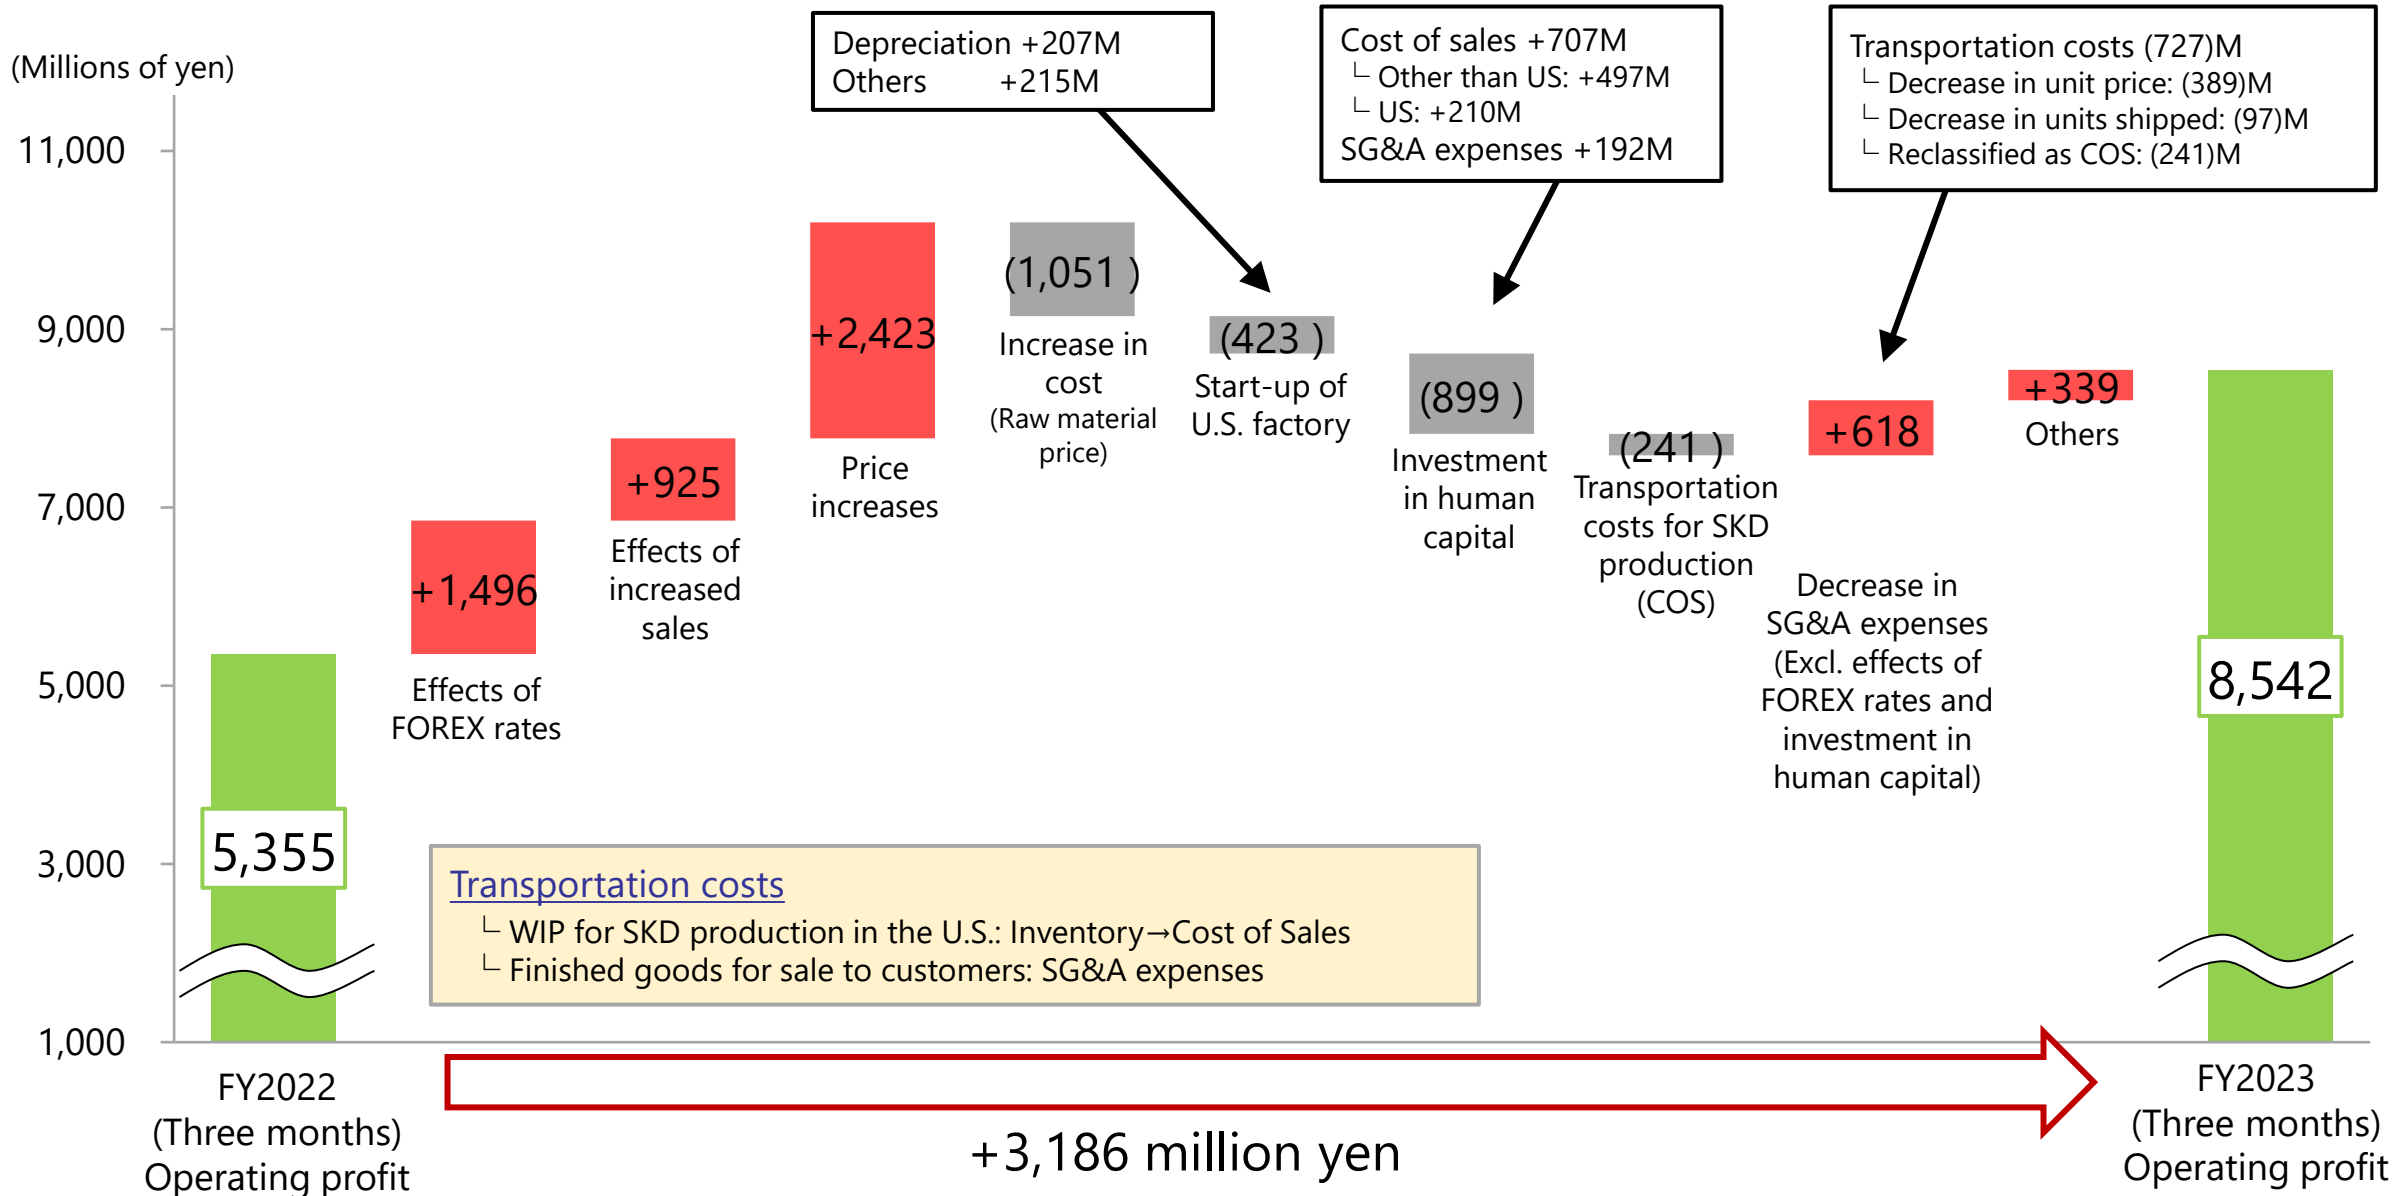 (Millions of yen)
11,000
9,000
7,000
5,000
3,000
1,000
Depreciation +207M
Others +215M
Cost of sales +707M
└ Other than US: +497M
└ US: +210M
SG&A expenses +192M
Transportation costs (727)M
└ Decrease in unit price: (389)M
└ Decrease in units shipped: (97)M
└ Reclassified as COS: (241)M
5,355
FY2022
(Three months)
Operating profit
+1,496
Effects of
FOREX rates
+925
Effects of
increased
sales
+2,423
Price
increases
(1,051 )
Increase in
cost
(Raw material
price)
(423 )
Start-up of
U.S. factory
(899 )
Investment
in human
capital
(241 )
Transportation
costs for SKD
production
(COS)
+618
Decrease in
SG&A expenses
(Excl. effects of
FOREX rates and
investment in
human capital)
+339
Others
8,542
FY2023
(Three months)
Operating profit
Transportation costs
└ WIP for SKD production in the U.S.: Inventory→Cost of Sales
└ Finished goods for sale to customers: SG&A expenses
+3,186 million yen